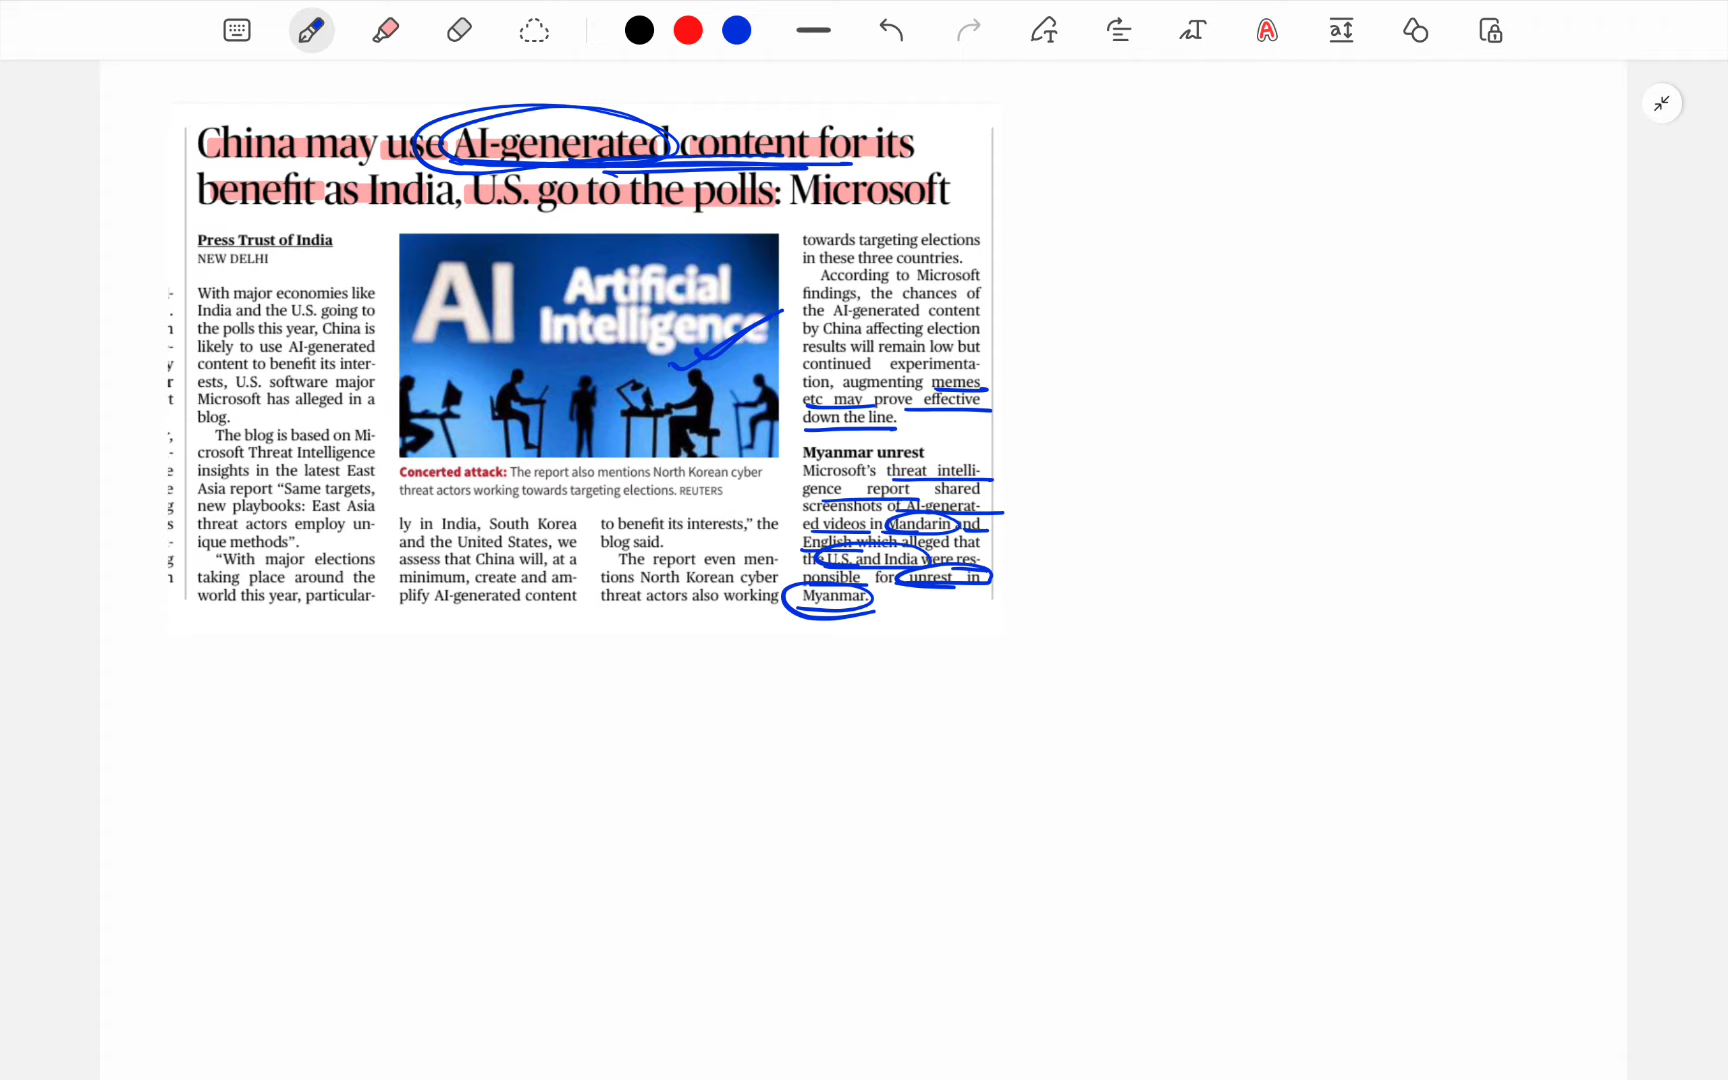 China may use AI-generated content for its
benefit as India, U.S. go to the polls: Microsoft
Press Trust of India
NEW DELHI
With major economies like
India and the U.S. going to
the polls this year, China is
likely to use AI-generated
content to benefit its inter-
ests, U.S. software major
Microsoft has alleged in a
blog.
The blog is based on Mi-
crosoft Threat Intelligence
insights in the latest East
Asia report “Same targets,
new playbooks: East Asia
threat actors employ un-
ique methods”.
“With major elections
taking place around the
world this year, particular-
AI Artificial
Intelligence
Concerted attack: The report also mentions North Korean cyber
threat actors working towards targeting elections. REUTERS
ly in India, South Korea
and the United States, we
assess that China will, at a
minimum, create and am-
plify AI-generated content
to benefit its interests,” the
blog said.
The report even men-
tions North Korean cyber
threat actors also working
towards targeting elections
in these three countries.
According to Microsoft
findings, the chances of
the AI-generated content
by China affecting election
results will remain low but
continued experimenta-
tion, augmenting memes
etc may prove effective
down the line.
Myanmar unrest
Microsoft’s threat intelli-
gence report shared
screenshots of AI-generat-
ed videos in Mandarin and
English which alleged that
the U.S. and India were res-
ponsible for unrest in
Myanmar.